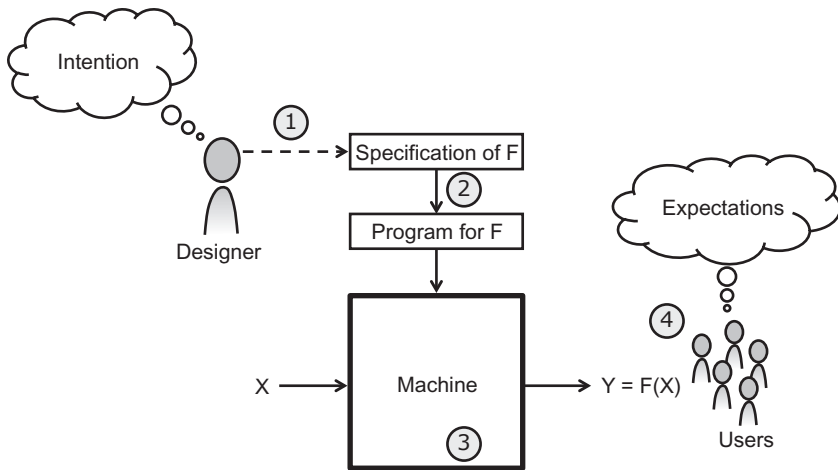 Intention
1
Specification of F
2
Expectations
Program for F
Designer
4
X
Machine
Y = F(X)
3
Users